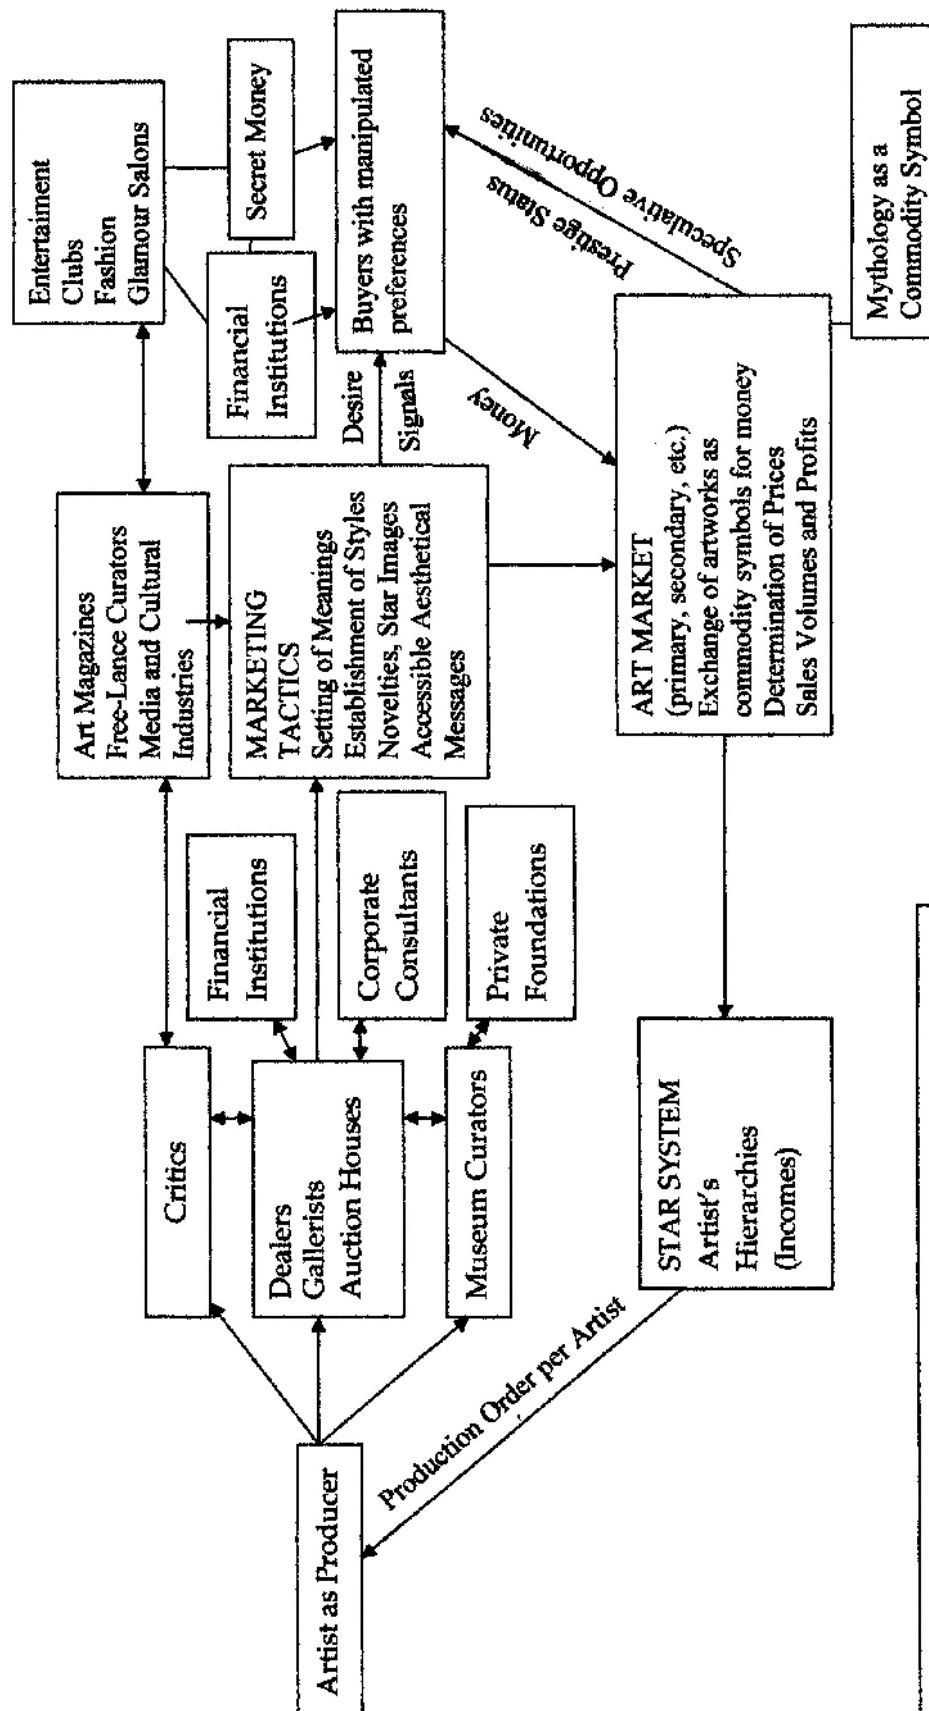 Artist as Producer
Critics
Dealers
Gallerists
Auction Houses
Museum Curators
Financial
Institutions
Corporate
Consultants
Private
Foundations
Art Magazines
Free-Lance Curators
Media and Cultural
Industries
MARKETING
TACTICS
Setting of Meanings
Establishment of Styles
Novelties, Star Images
Accessible Aesthetical
Messages
Entertaiment
Clubs
Fashion
Glamour Salons
Financial
Institutions
Secret Money
Desire
Signals
Buyers with manipulated
preferences
Money
Prestige Status
Speculative Opportunities
ART MARKET
(primary, secondary, etc.)
Exchange of artworks as
commodity symbols for money
Determination of Prices
Sales Volumes and Profits
Mythology as a
Commodity Symbol
STAR SYSTEM
Artist's
Hierarchies
(Incomes)
Production Order per Artist